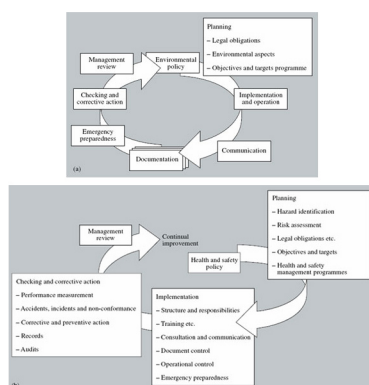 Planning
– Legal obligations
– Environmental aspects
– Objectives and targets programme
Management
review
Environmental
policy
Checking and
corrective action
Implementation
and operation
Emergency
preparedness
Communication
Documentation
(a)
Planning
– Hazard identification
– Risk assessment
– Legal obligations etc.
– Objectives and targets
– Health and safety
management programmes
Management
review
Continual
improvement
Health and safety
policy
Checking and corrective action
– Performance measurement
– Accidents, incidents and non-conformance
– Corrective and preventive action
– Records
– Audits
Implementation
– Structure and responsibilities
– Training etc.
– Consultation and communication
– Document control
– Operational control
– Emergency preparedness